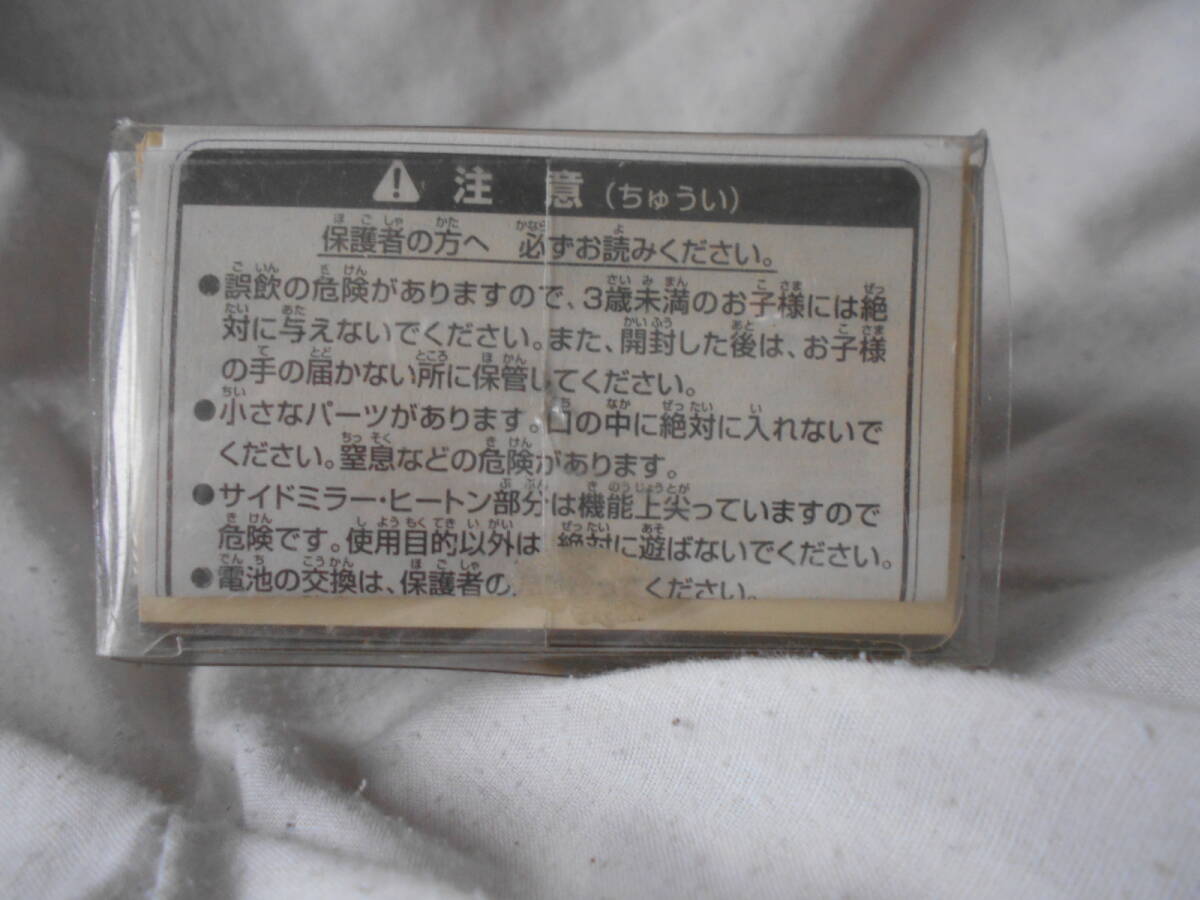 注 意（ちゅうい）
保護者の方へ 必ずお読みください。
●誤飲の危険がありますので、3歳未満のお子様には絶
対に与えないでください。また、開封した後は、お子様
の手の届かない所に保管してください。
●小さなパーツがあります。口の中に絶対に入れないで
ください。窒息などの危険があります。
●サイドミラー・ヒートン部分は機能上尖っていますので
危険です。使用目的以外は、絶対に遊ばないでください。
●電池の交換は、保護者の ください。